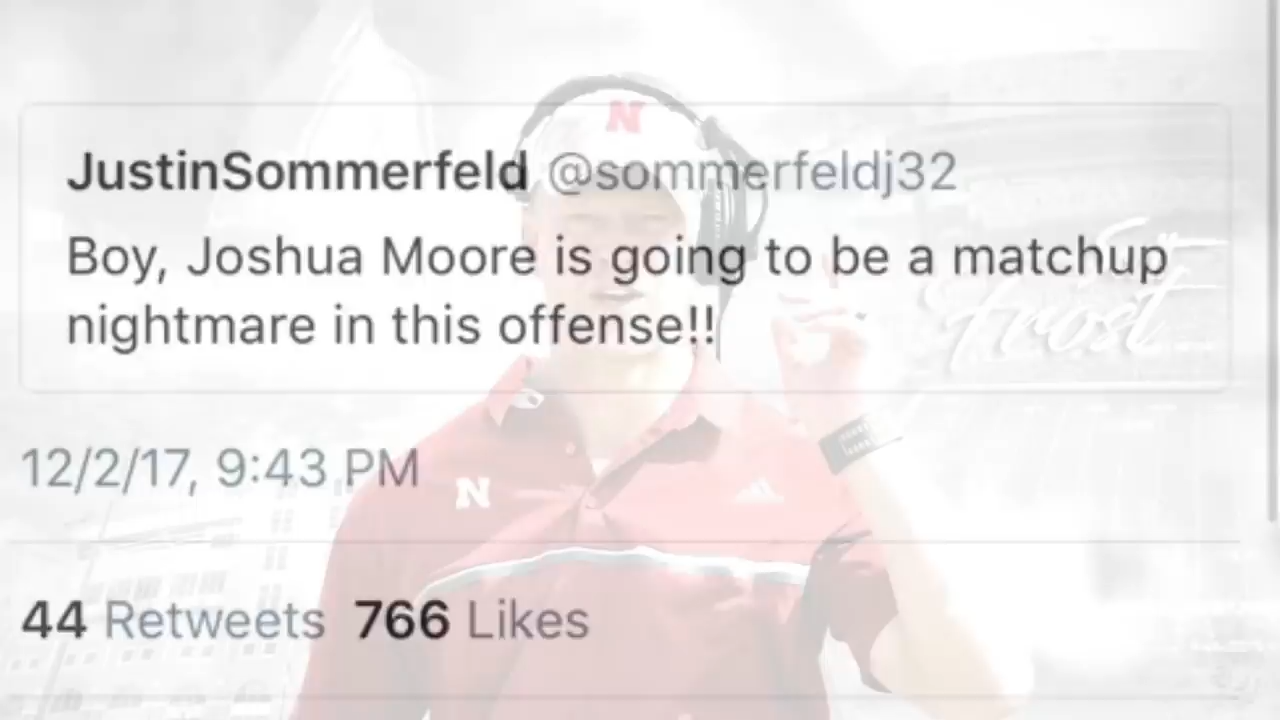 N
JustinSommerfeld @sommerfeldj32
Boy, Joshua Moore is going to be a matchup
nightmare in this offense!!
Frost
12/2/17, 9:43 PM
N
44 Retweets 766 Likes